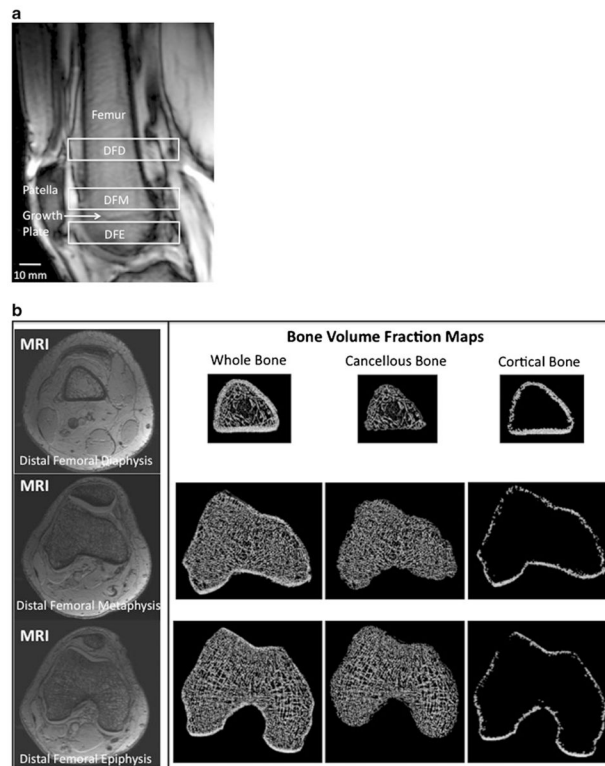 a
Femur
DFD
Patella
DFM
Growth
Plate
DFE
10 mm
b
MRI
Bone Volume Fraction Maps
Whole Bone
Cancellous Bone
Cortical Bone
Distal Femoral Diaphysis
MRI
Distal Femoral Metaphysis
MRI
Distal Femoral Epiphysis